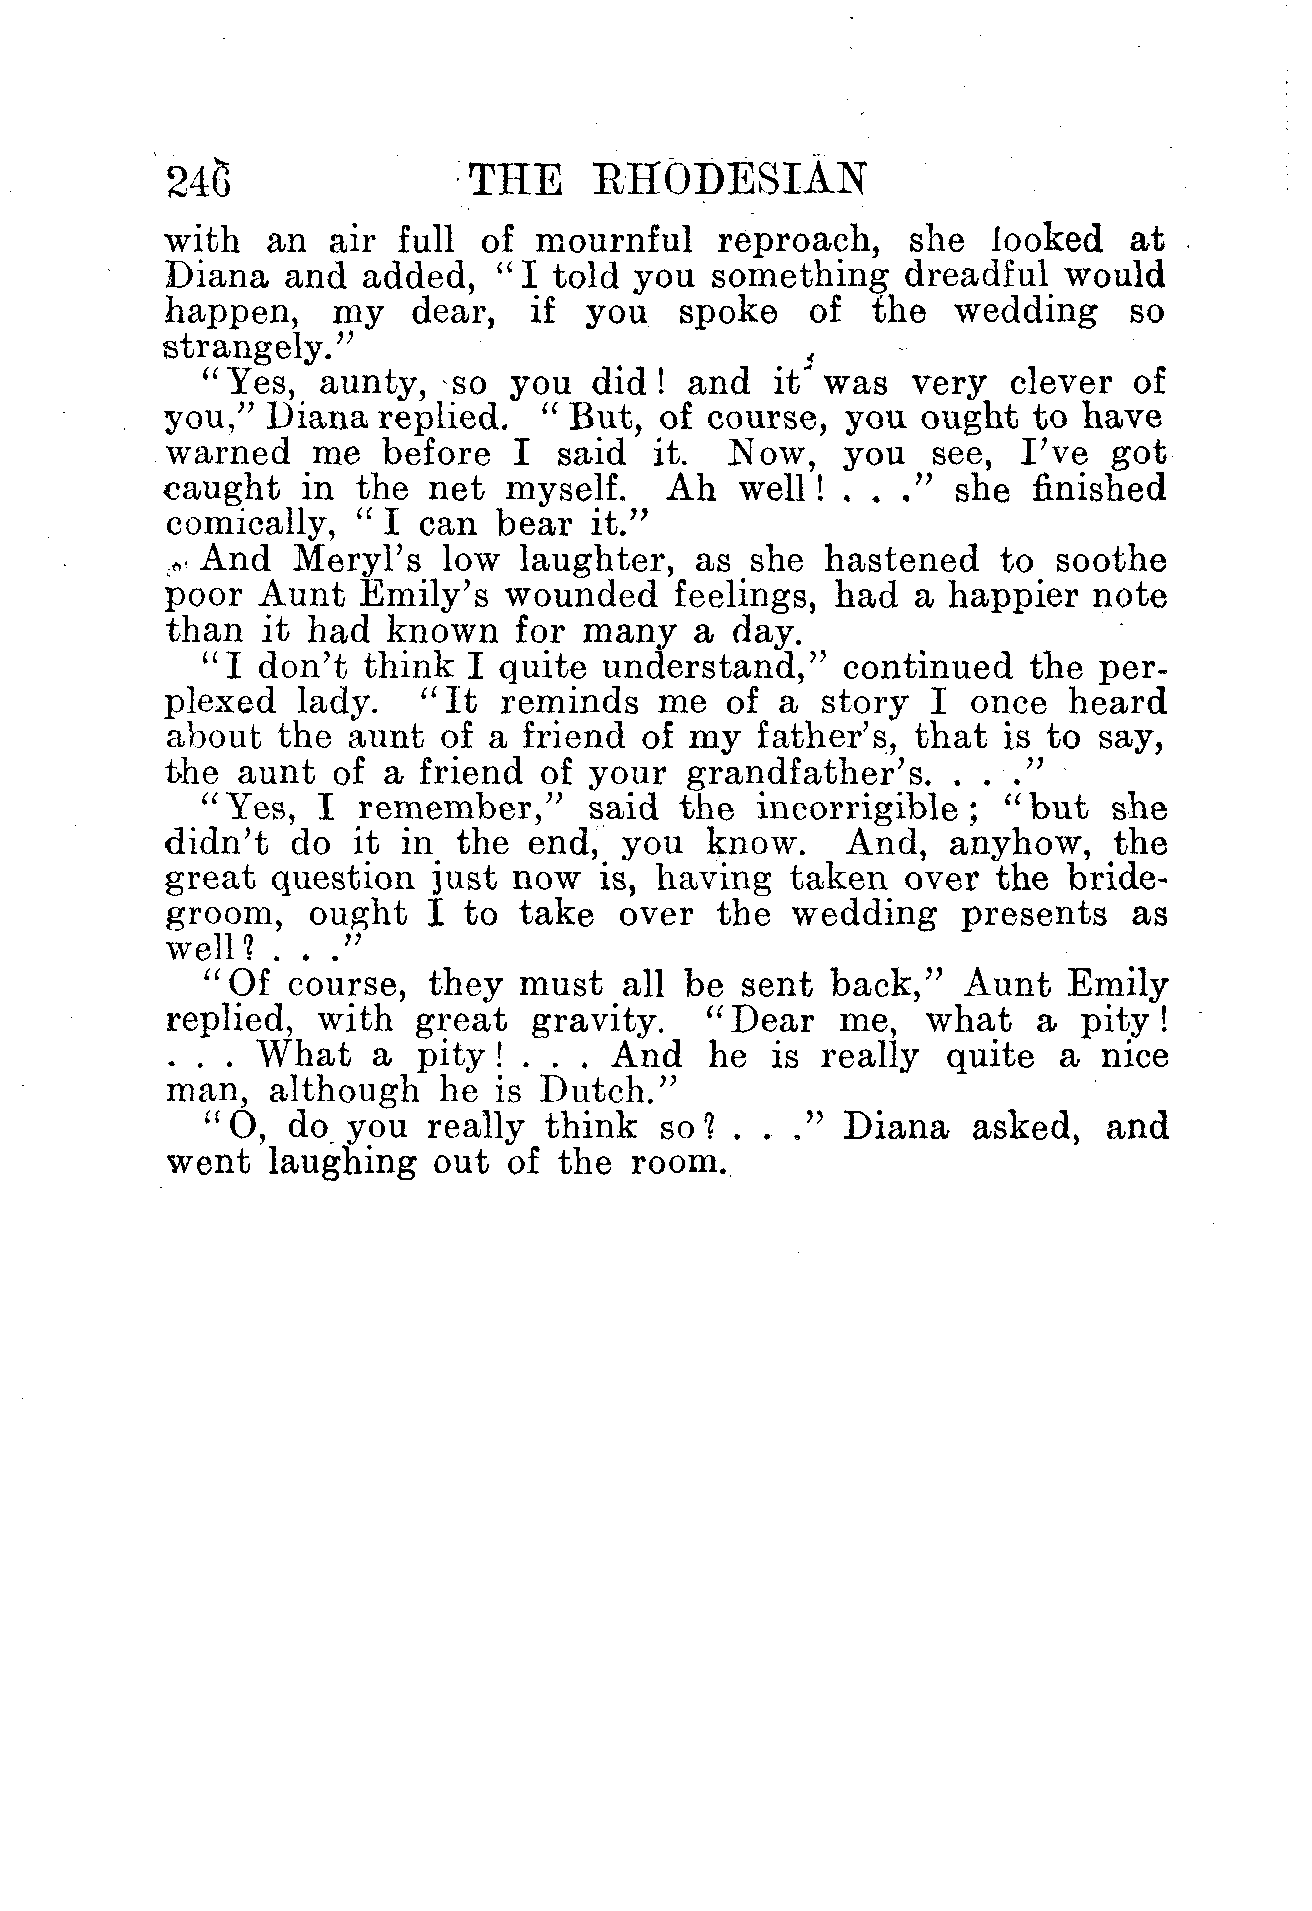 246 THE RHODESIAN
with an air full of mournful reproach, she looked at
Diana and added, “I told you something dreadful would
happen, my dear, if you spoke of the wedding so
strangely.”
“Yes, aunty, so you did! and it was very clever of
you,” Diana replied. “But, of course, you ought to have
warned me before I said it. Now, you see, I’ve got
caught in the net myself. Ah well! . . .” she finished
comically, “I can bear it.”
And Meryl’s low laughter, as she hastened to soothe
poor Aunt Emily’s wounded feelings, had a happier note
than it had known for many a day.
“I don’t think I quite understand,” continued the per-
plexed lady. “It reminds me of a story I once heard
about the aunt of a friend of my father’s, that is to say,
the aunt of a friend of your grandfather’s. . . .”
“Yes, I remember,” said the incorrigible; “but she
didn’t do it in the end, you know. And, anyhow, the
great question just now is, having taken over the bride-
groom, ought I to take over the wedding presents as
well? . . .”
“Of course, they must all be sent back,” Aunt Emily
replied, with great gravity. “Dear me, what a pity!
. . . What a pity! . . . And he is really quite a nice
man, although he is Dutch.”
“O, do you really think so? . . .” Diana asked, and
went laughing out of the room.